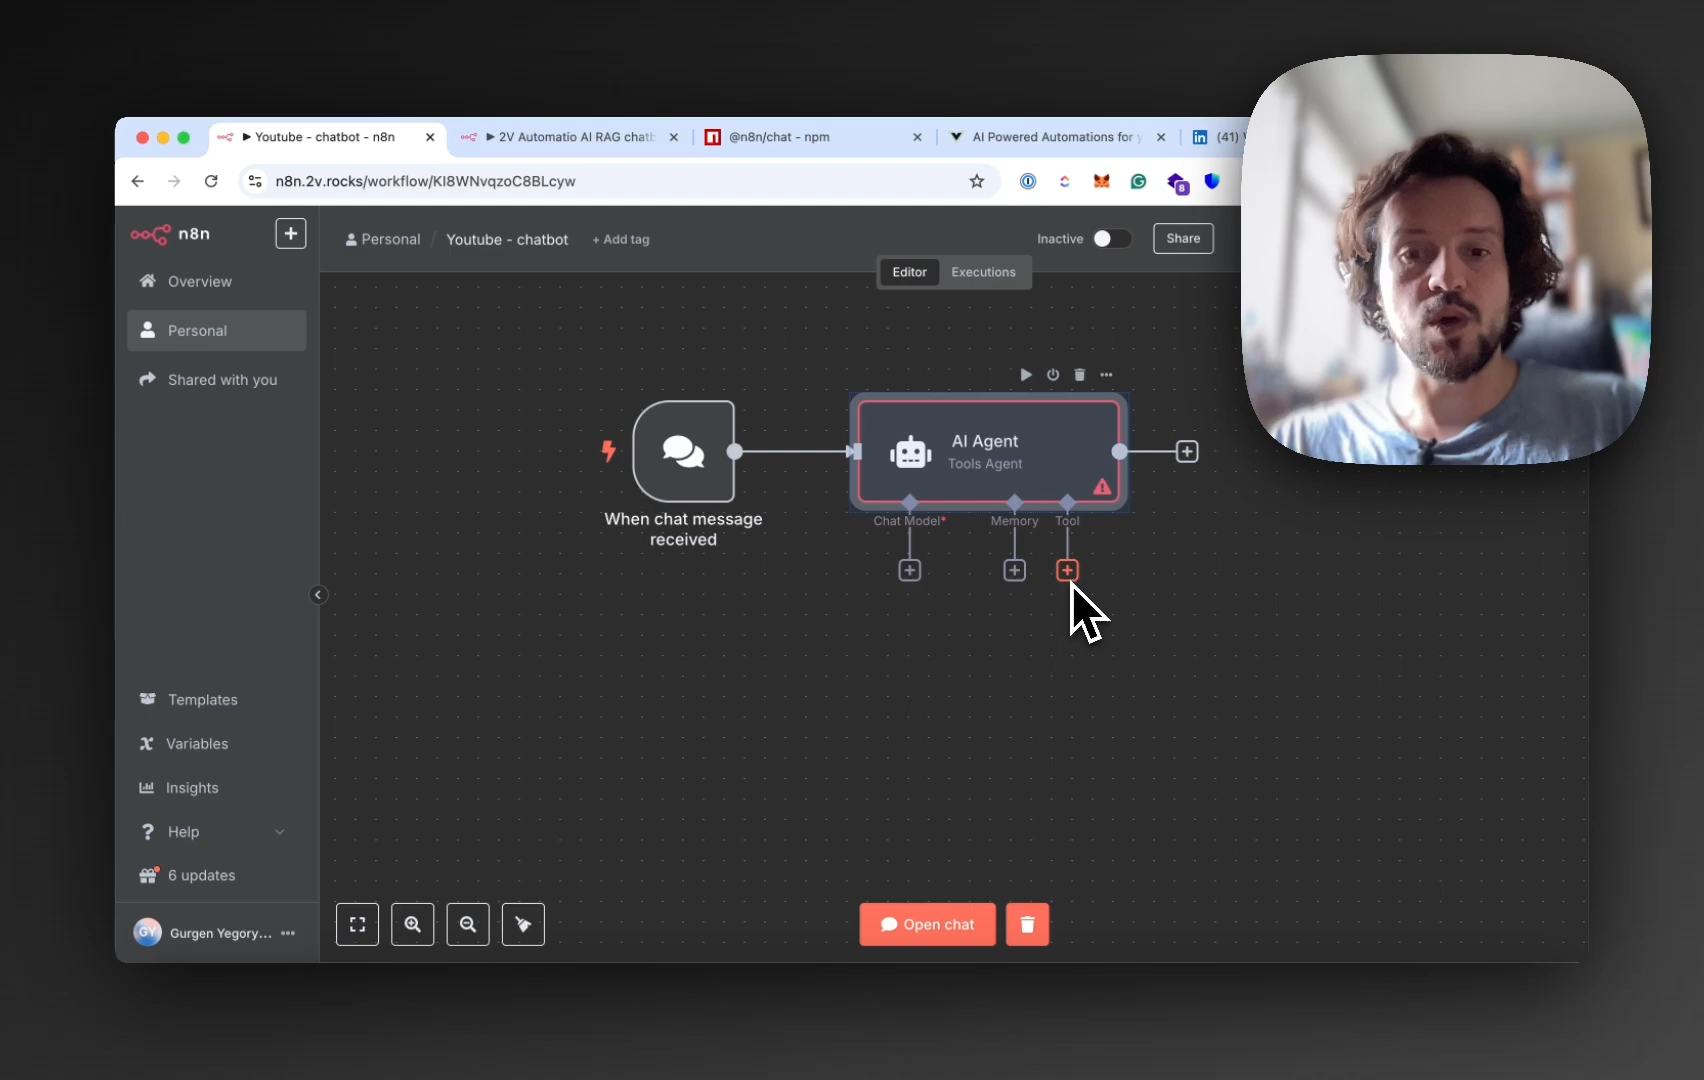 Youtube - chatbot - n8n
2V Automatio AI RAG chatb
@n8n/chat - npm
AI Powered Automations for y
(41)
n8n.2v.rocks/workflow/KI8WNvqzoC8BLcyw
8
n8n
Personal / Youtube - chatbot + Add tag
Inactive
Share
Editor
Executions
Overview
Personal
Shared with you
AI Agent
Tools Agent
Chat Model*
Memory
Tool
When chat message
received
Templates
Variables
Insights
Help
6 updates
GY
Gurgen Yegory...
Open chat